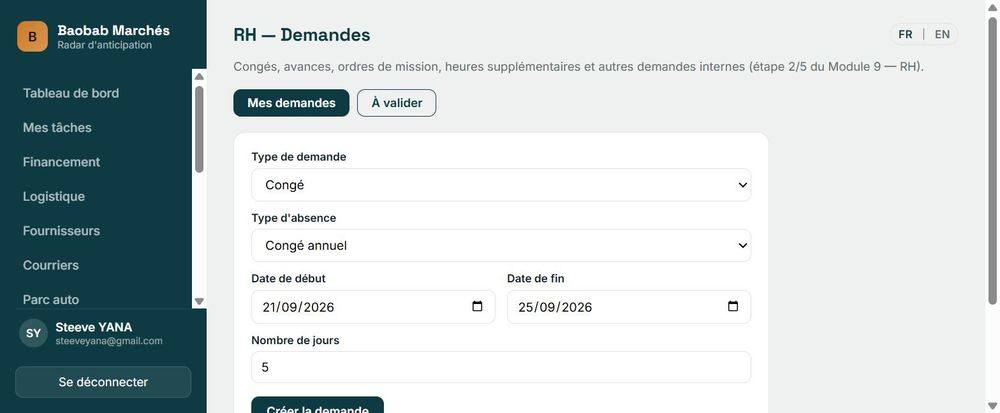 B
Baobab Marchés
Radar d'anticipation
Tableau de bord
Mes tâches
Financement
Logistique
Fournisseurs
Courriers
Parc auto
SY
Steeve YANA
steeveyana@gmail.com
Se déconnecter
RH — Demandes
FR | EN
Congés, avances, ordres de mission, heures supplémentaires et autres demandes internes (étape 2/5 du Module 9 — RH).
Mes demandes
À valider
Type de demande
Congé
Type d'absence
Congé annuel
Date de début
Date de fin
21/09/2026
25/09/2026
Nombre de jours
5
Créer la demande